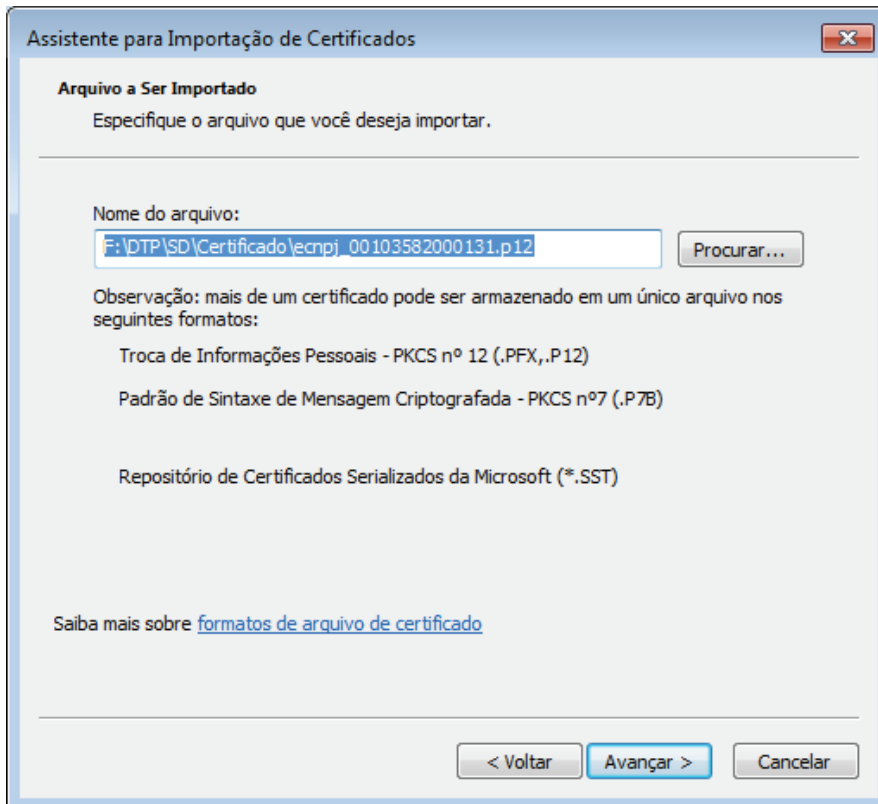 Assistente para Importação de Certificados
Arquivo a Ser Importado
Especifique o arquivo que você deseja importar.
Nome do arquivo:
F:\DTP\SD\Certificado\ecnpj_00103582000131.p12
Procurar...
Observação: mais de um certificado pode ser armazenado em um único arquivo nos
seguintes formatos:
Troca de Informações Pessoais - PKCS nº 12 (.PFX,.P12)
Padrão de Sintaxe de Mensagem Criptografada - PKCS nº7 (.P7B)
Repositório de Certificados Serializados da Microsoft (*.SST)
Saiba mais sobre formatos de arquivo de certificado
< Voltar
Avançar >
Cancelar